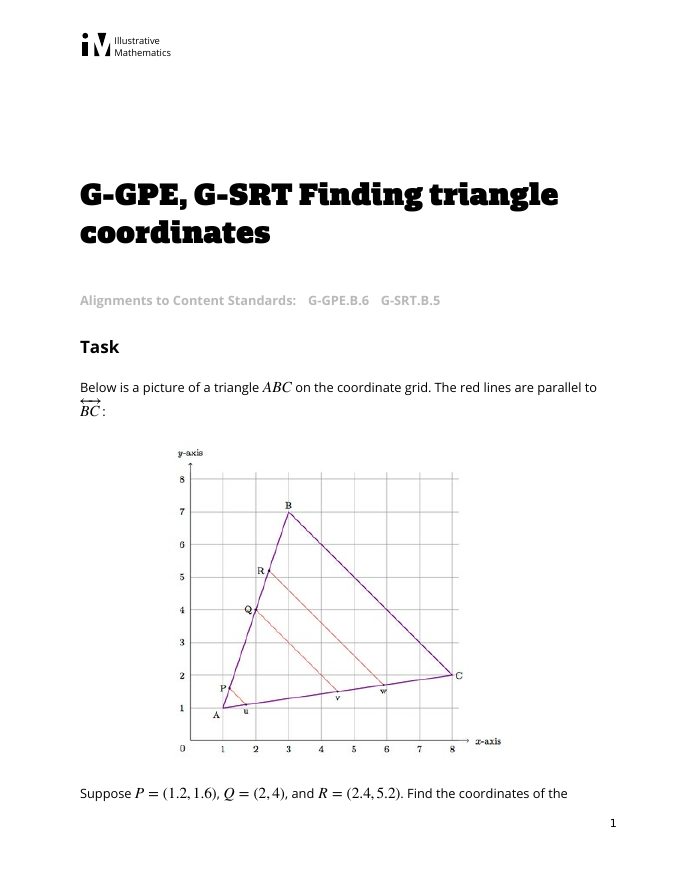 Illustrative
Mathematics
G-GPE, G-SRT Finding triangle
coordinates
Alignments to Content Standards: G-GPE.B.6 G-SRT.B.5
Task
Below is a picture of a triangle ABC on the coordinate grid. The red lines are parallel to
BC:
y-axis
8
B
7
6
R
5
Q
4
3
2
C
P
w
v
u
1
A
0 1 2 3 4 5 6 7 8
x-axis
Suppose P = (1.2, 1.6), Q = (2, 4), and R = (2.4, 5.2). Find the coordinates of the
1